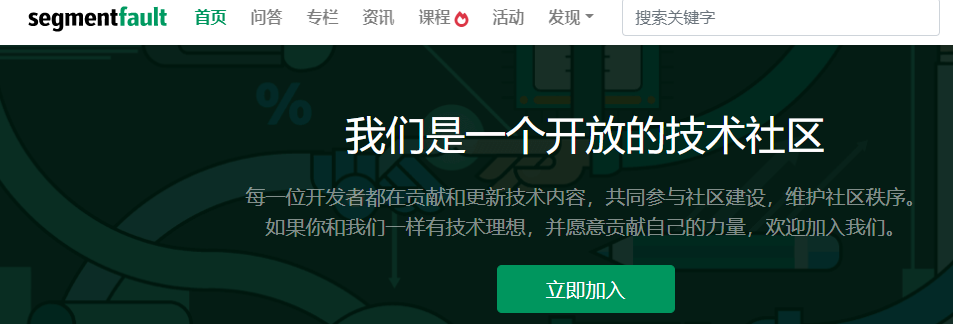 segmentfault 首页 问答 专栏 资讯 课程 活动 发现 搜索关键字
%
我们是一个开放的技术社区
每一位开发者都在贡献和更新技术内容，共同参与社区建设，维护社区秩序。
如果你和我们一样有技术理想，并愿意贡献自己的力量，欢迎加入我们。
立即加入